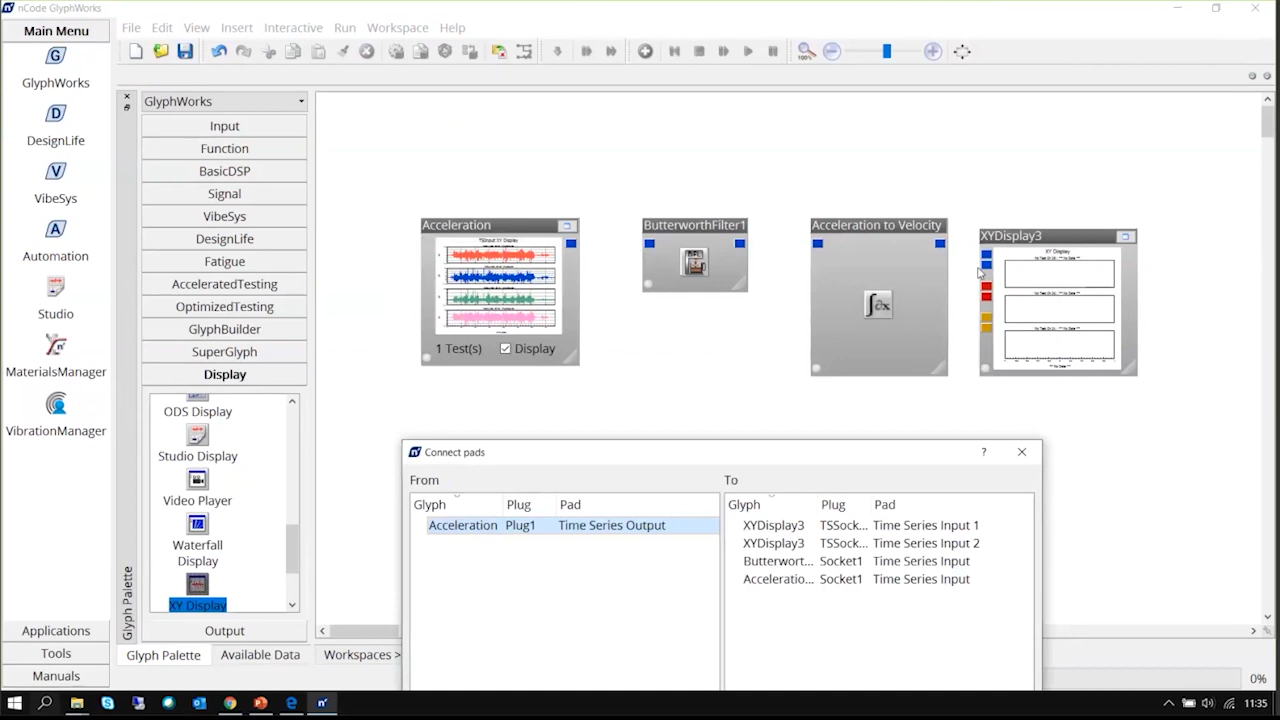 nCode GlyphWorks
Main Menu
File Edit View Insert Interactive Run Workspace Help
GlyphWorks
DesignLife
VibeSys
Automation
Studio
MaterialsManager
VibrationManager
Applications
Tools
Manuals
Glyph Palette
GlyphWorks
Input
Function
BasicDSP
Signal
VibeSys
DesignLife
Fatigue
AcceleratedTesting
OptimizedTesting
GlyphBuilder
SuperGlyph
Display
ODS Display
Studio Display
Video Player
Waterfall
Display
XY Display
Output
Glyph Palette Available Data Workspaces >
100%
Acceleration
1 Test(s) Display
ButterworthFilter1
Acceleration to Velocity
∫∂x
XYDisplay3
XY Display
Connect pads ?
From To
Glyph Plug Pad Glyph Plug Pad
Acceleration Plug1 Time Series Output XYDisplay3 TSSock... Time Series Input 1
XYDisplay3 TSSock... Time Series Input 2
Butterwort... Socket1 Time Series Input
Acceleratio... Socket1 Time Series Input
0%
11:35